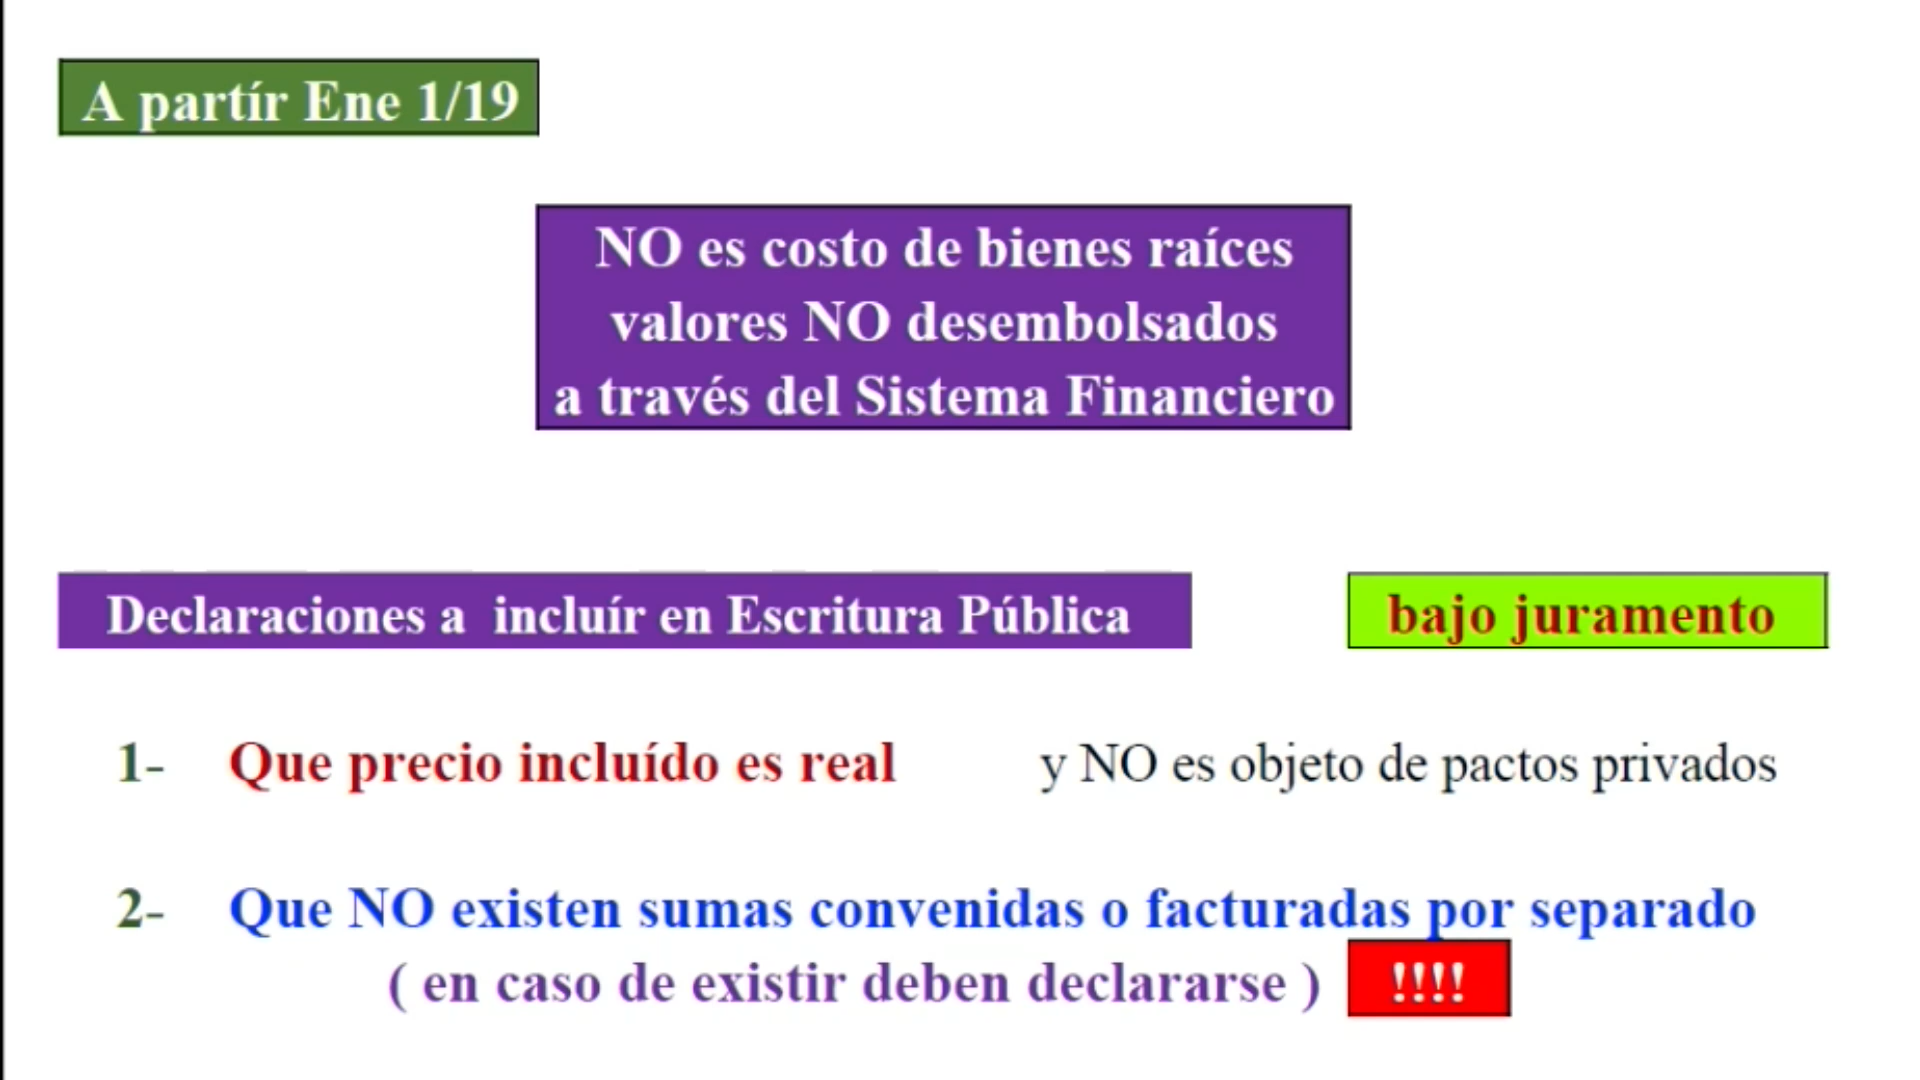 A partír Ene 1/19
NO es costo de bienes raíces
valores NO desembolsados
a través del Sistema Financiero
Declaraciones a incluír en Escritura Pública
bajo juramento
1- Que precio incluído es real y NO es objeto de pactos privados
2- Que NO existen sumas convenidas o facturadas por separado
( en caso de existir deben declararse ) !!!!